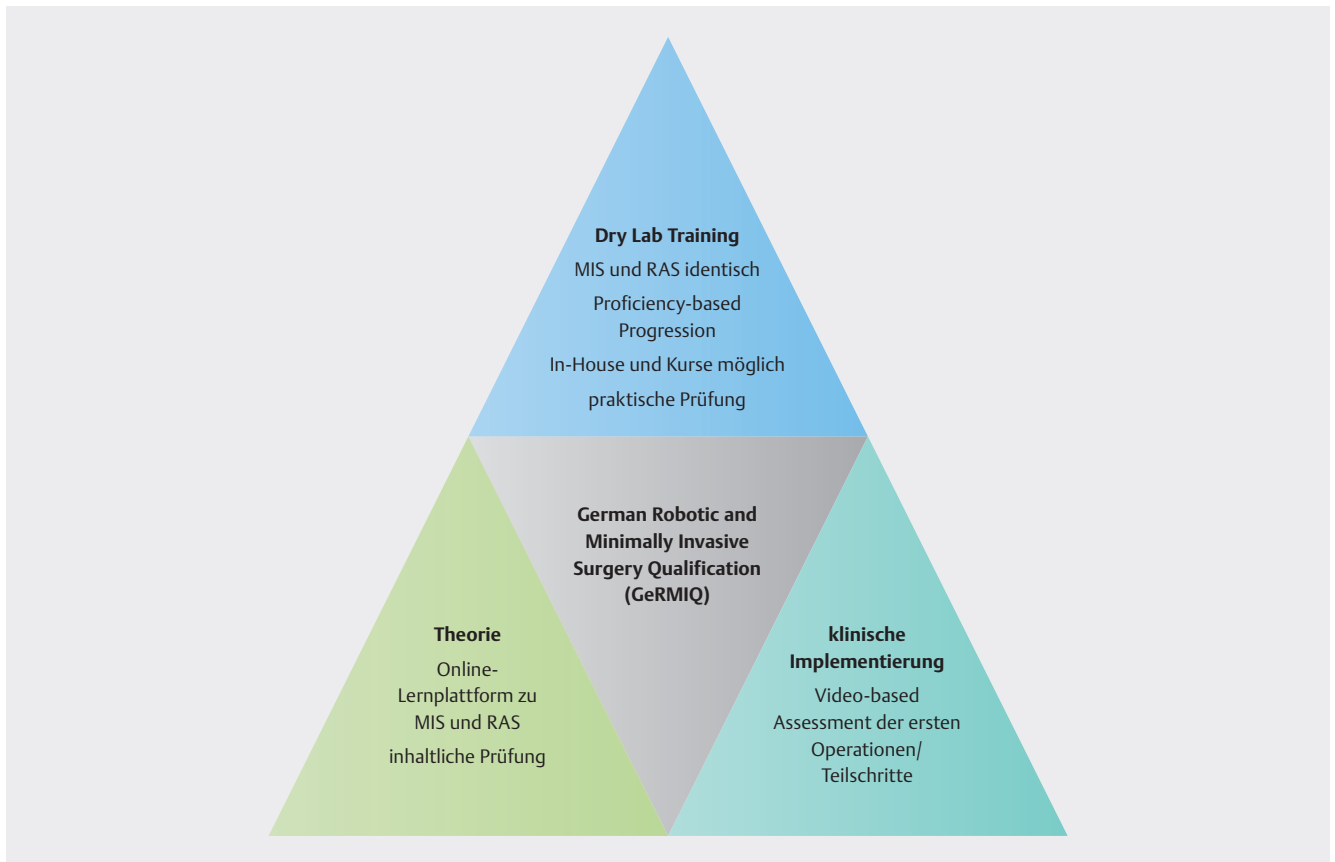 Dry Lab Training
MIS und RAS identisch
Proficiency-based
Progression
In-House und Kurse möglich
praktische Prüfung
German Robotic and
Minimally Invasive
Surgery Qualification
(GeRMIQ)
Theorie
Online-
Lernplattform zu
MIS und RAS
inhaltliche Prüfung
klinische
Implementierung
Video-based
Assessment der ersten
Operationen/
Teilschritte